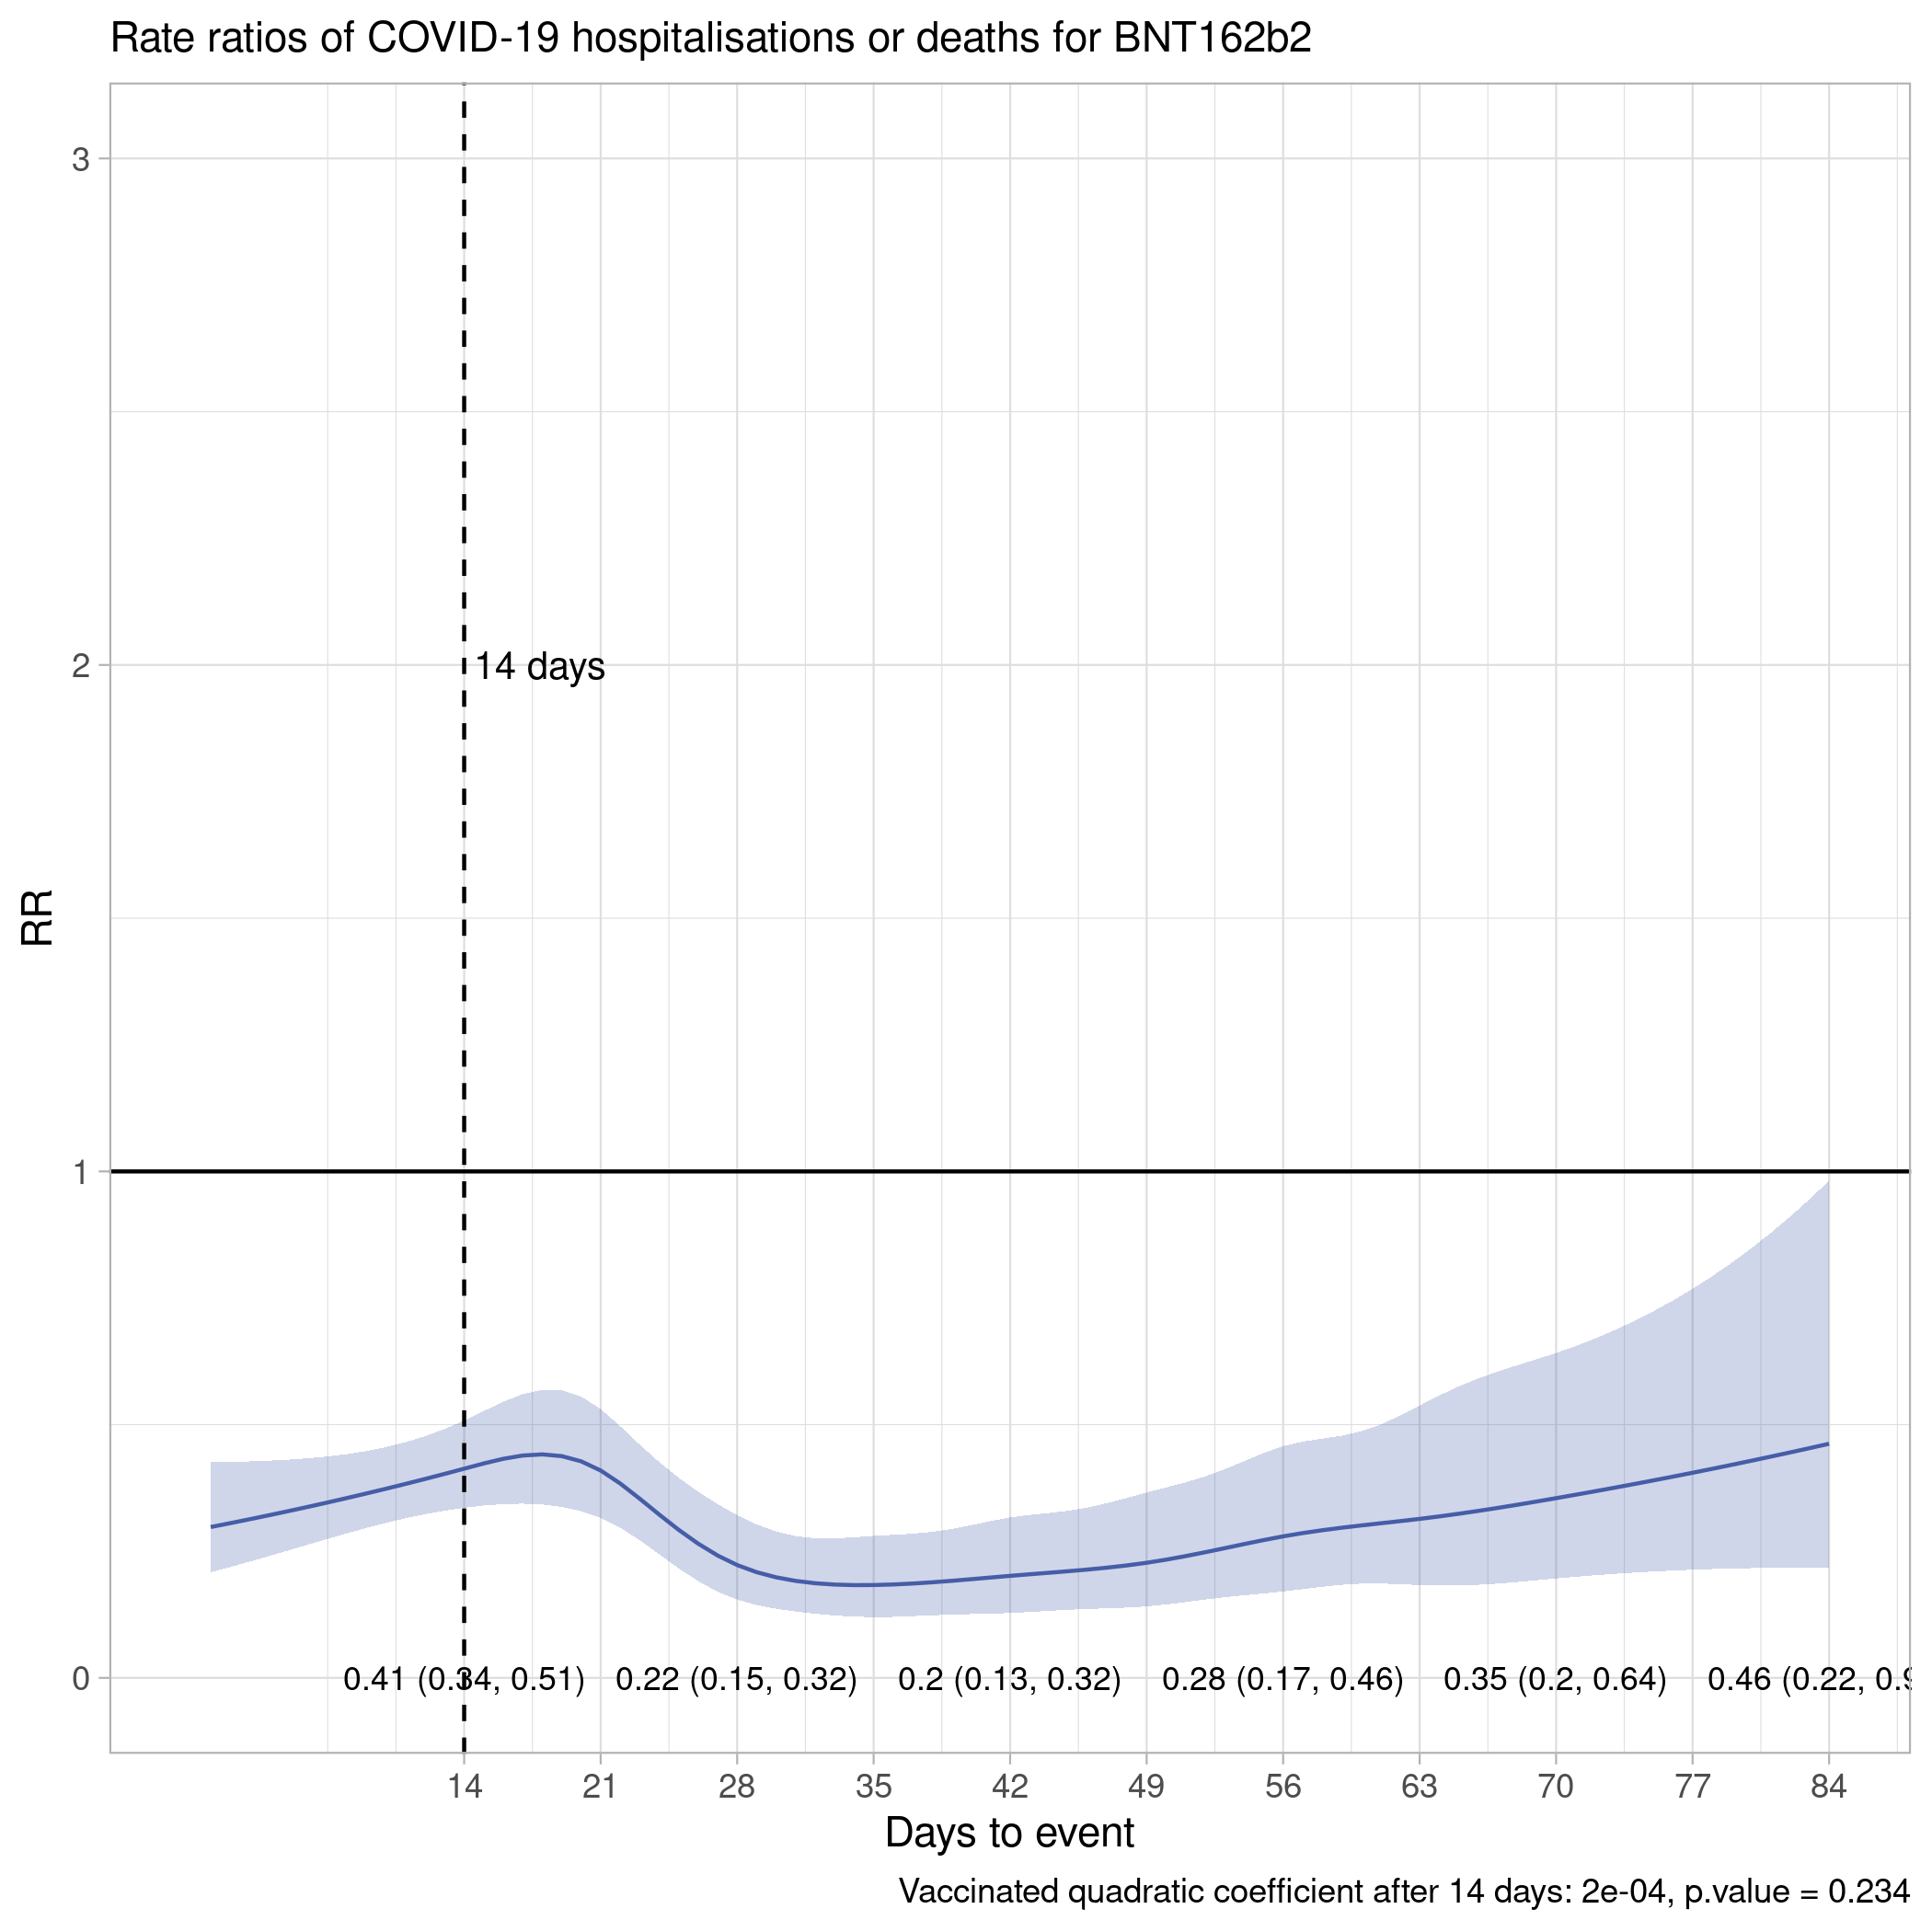 Rate ratios of COVID-19 hospitalisations or deaths for BNT162b2
3
2
14 days
RR
1
0
0.41 (0.34, 0.51) 0.22 (0.15, 0.32) 0.2 (0.13, 0.32) 0.28 (0.17, 0.46) 0.35 (0.2, 0.64) 0.46 (0.22,
14 21 28 35 42 49 56 63 70 77 84
Days to event
Vaccinated quadratic coefficient after 14 days: 2e-04, p.value = 0.234